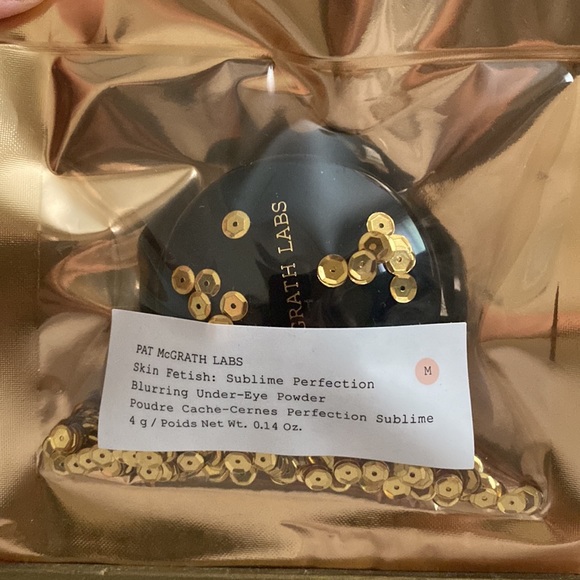 GRATH LABS
PAT McGRATH LABS
Skin Fetish: Sublime Perfection
Blurring Under-Eye Powder
Poudre Cache-Cernes Perfection Sublime
4 g / Poids Net Wt. 0.14 Oz.
M